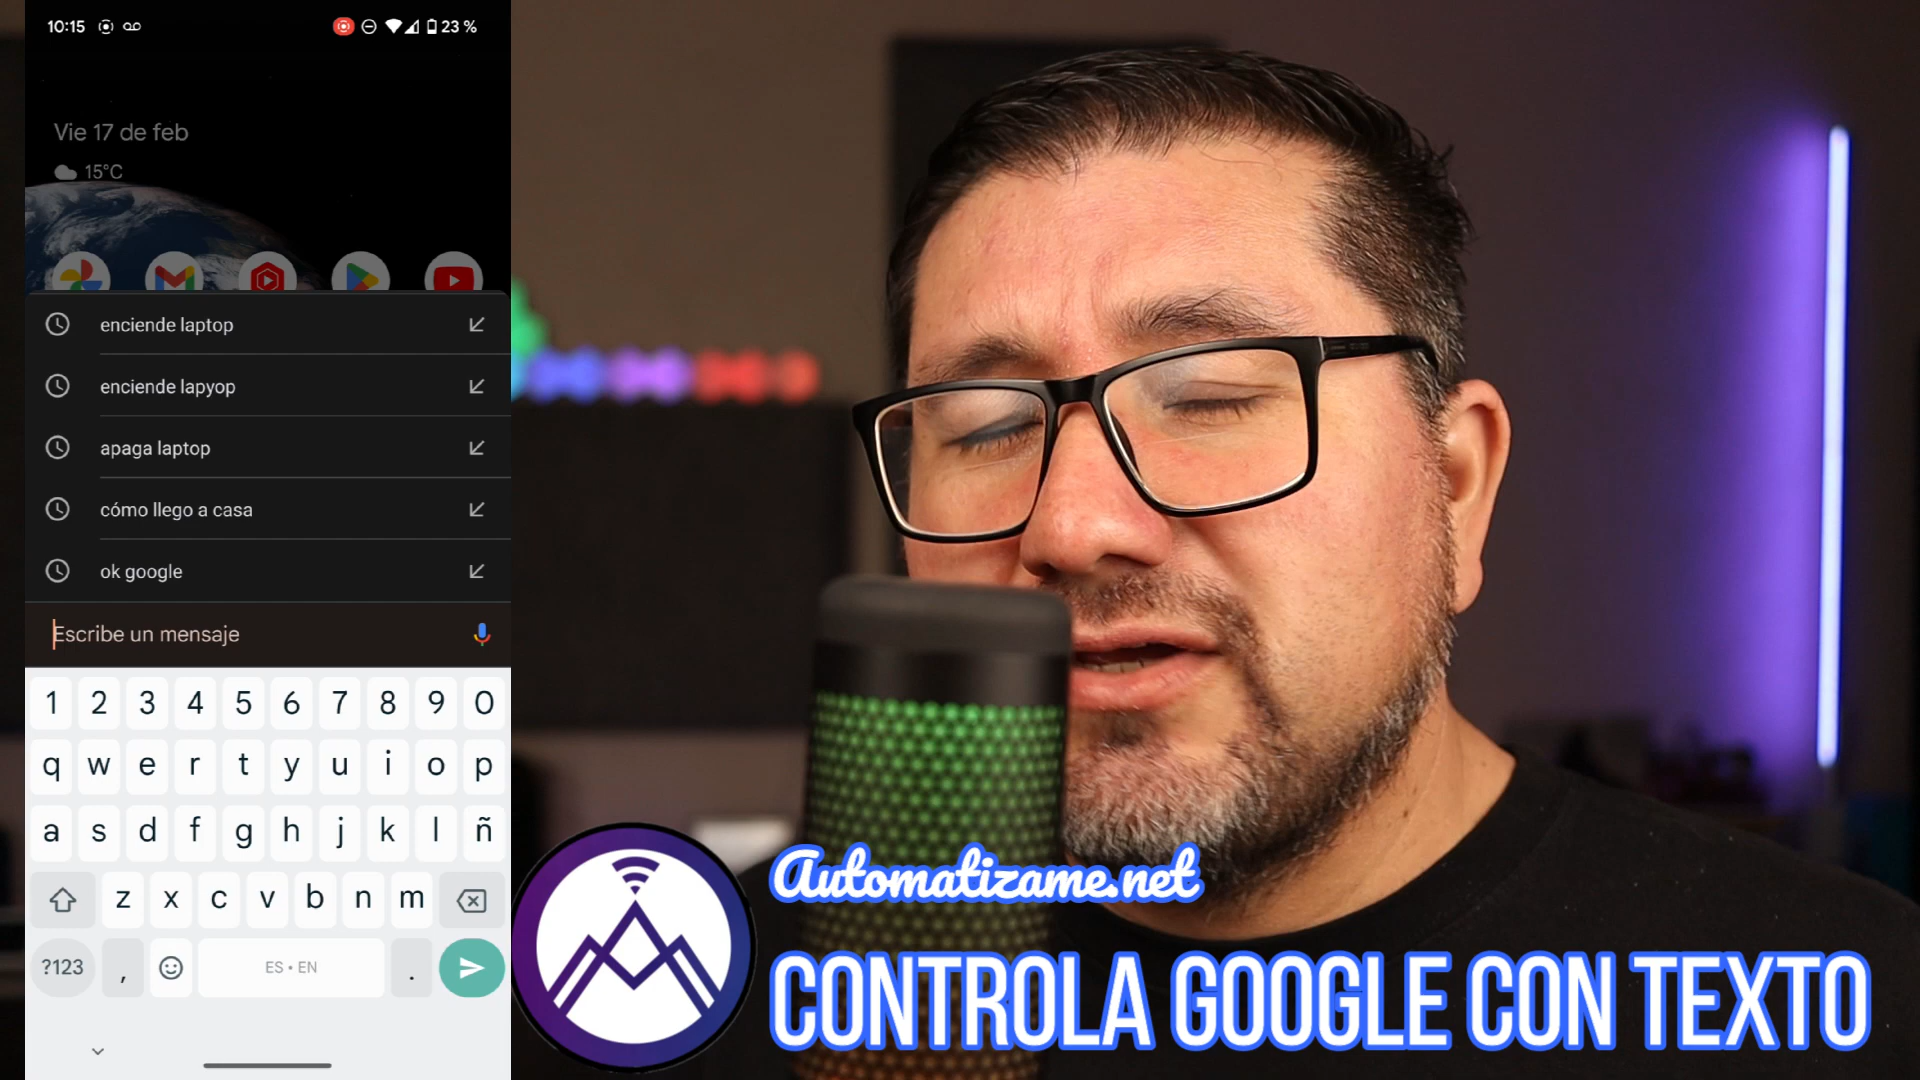 10:15
23 %
Vie 17 de feb
15°C
enciende laptop
enciende lapyop
apaga laptop
cómo llego a casa
ok google
Escribe un mensaje
1 2 3 4 5 6 7 8 9 0
q w e r t y u i o p
a s d f g h j k l ñ
z x c v b n m
?123 , ES • EN .
Automatizame.net
CONTROLA GOOGLE CON TEXTO